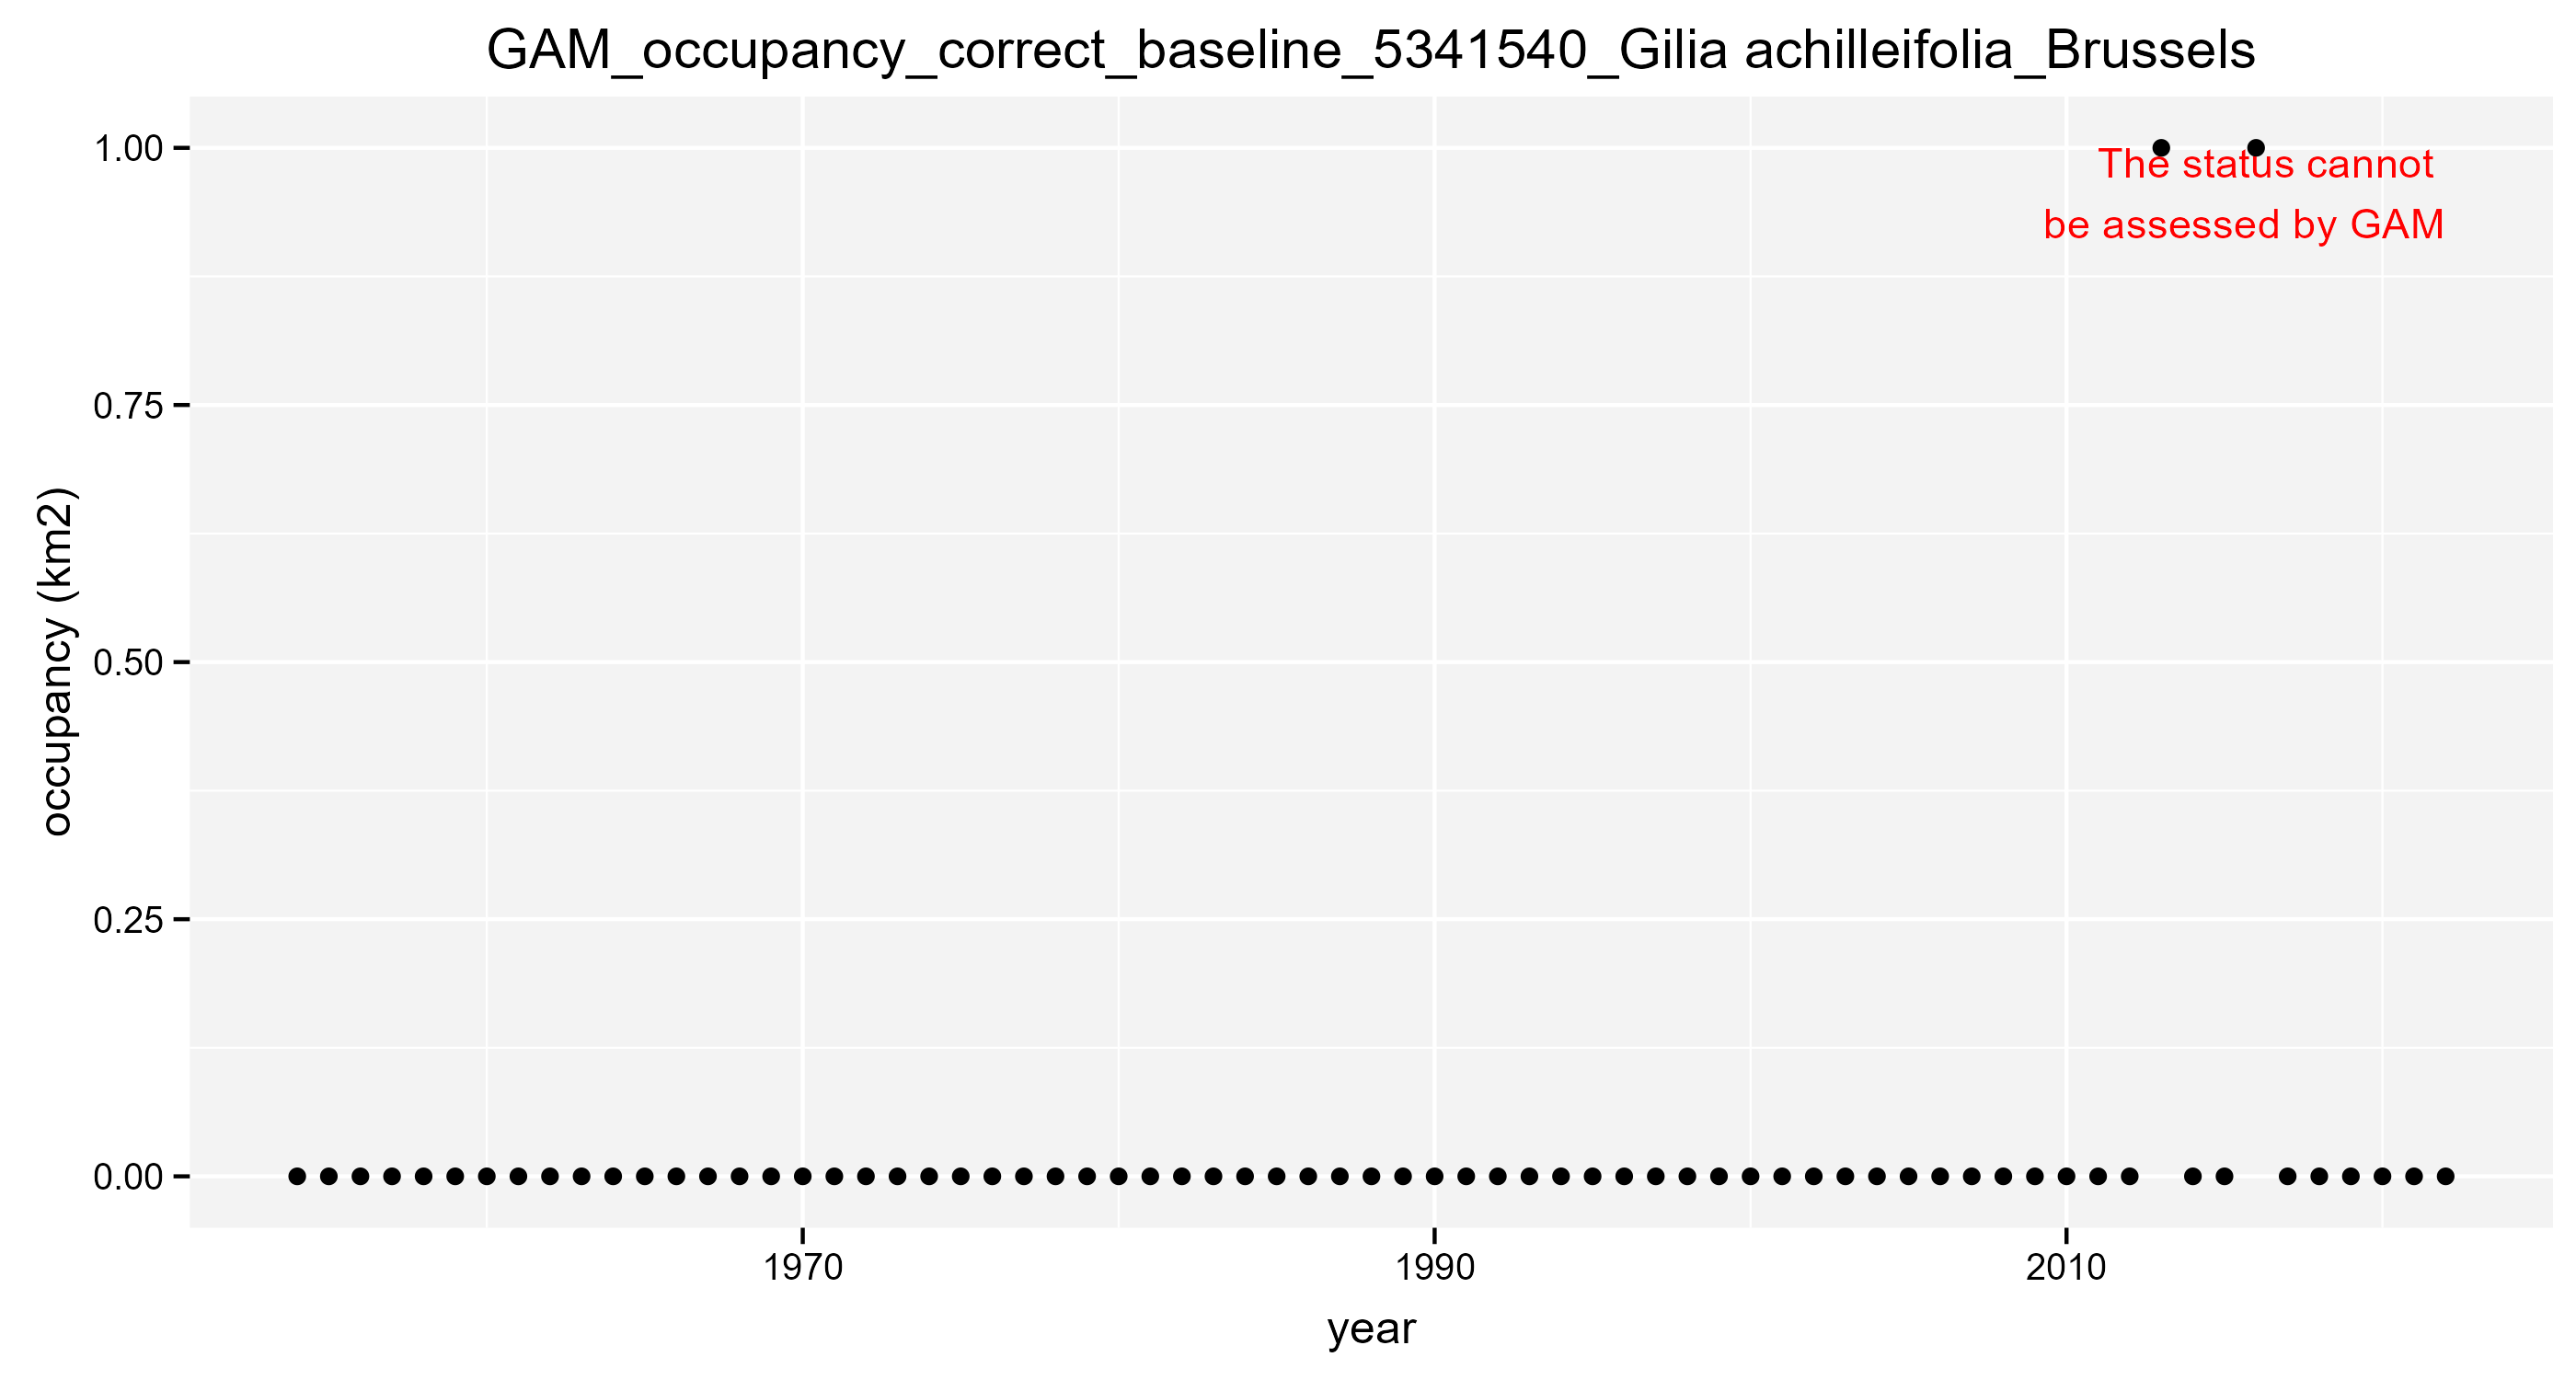 GAM_occupancy_correct_baseline_5341540_Gilia achilleifolia_Brussels
1.00
The status cannot
be assessed by GAM
0.75
occupancy (km2)
0.50
0.25
0.00
1970
1990
2010
year